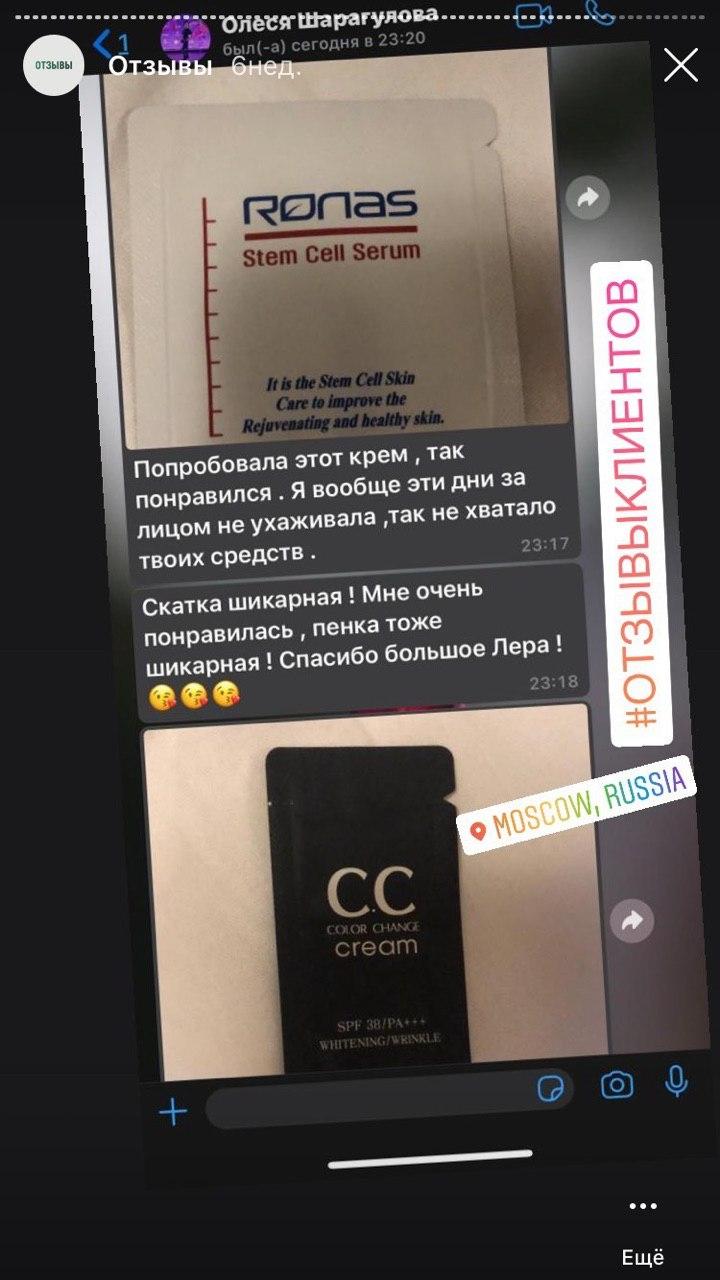 Олеся Шарагулова
1
был(-а) сегодня в 23:20
ОТЗЫВЫ
Отзывы 6нед.
RONAS
Stem Cell Serum
It is the Stem Cell Skin
Care to improve the
Rejuvenating and healthy skin.
Попробовала этот крем , так
понравился . Я вообще эти дни за
лицом не ухаживала ,так не хватало
твоих средств .
23:17
Скатка шикарная ! Мне очень
понравилась , пенка тоже
шикарная ! Спасибо большое Лера !
😘😘😘
23:18
#ОТЗЫВЫКЛИЕНТОВ
MOSCOW, RUSSIA
C.C
COLOR CHANGE
cream
SPF 38/PA+++
WHITENING/WRINKLE
Ещё